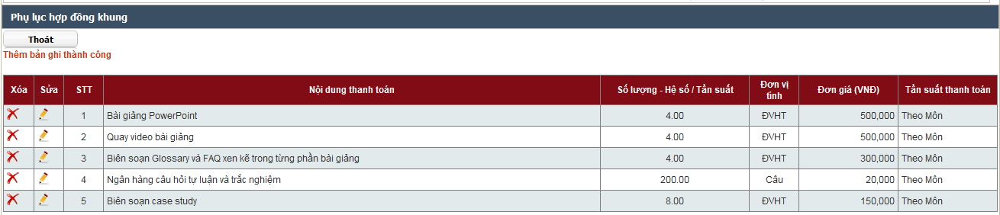 Phụ lục hợp đồng khung
Thoát
Thêm bản ghi thành công
Xóa Sửa STT Nội dung thanh toán Số lượng - Hệ số / Tần suất Đơn vị tính Đơn giá (VNĐ) Tần suất thanh toán
1 Bài giảng PowerPoint 4.00 ĐVHT 500,000 Theo Môn
2 Quay video bài giảng 4.00 ĐVHT 500,000 Theo Môn
3 Biên soạn Glossary và FAQ xen kẽ trong từng phần bài giảng 4.00 ĐVHT 300,000 Theo Môn
4 Ngân hàng câu hỏi tự luận và trắc nghiệm 200.00 Câu 20,000 Theo Môn
5 Biên soạn case study 8.00 ĐVHT 150,000 Theo Môn